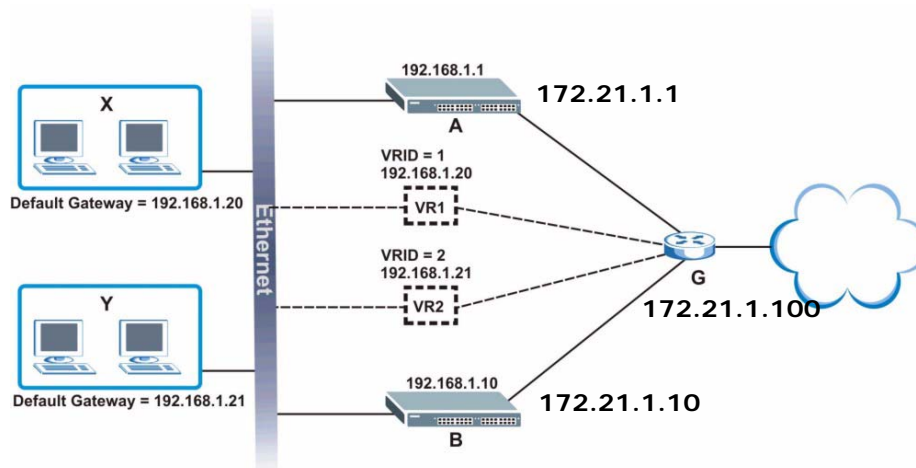 192.168.1.1
172.21.1.1
X
A
VRID = 1
192.168.1.20
VR1
Default Gateway = 192.168.1.20
Ethernet
VRID = 2
192.168.1.21
G
Y
VR2
172.21.1.100
192.168.1.10
172.21.1.10
Default Gateway = 192.168.1.21
B